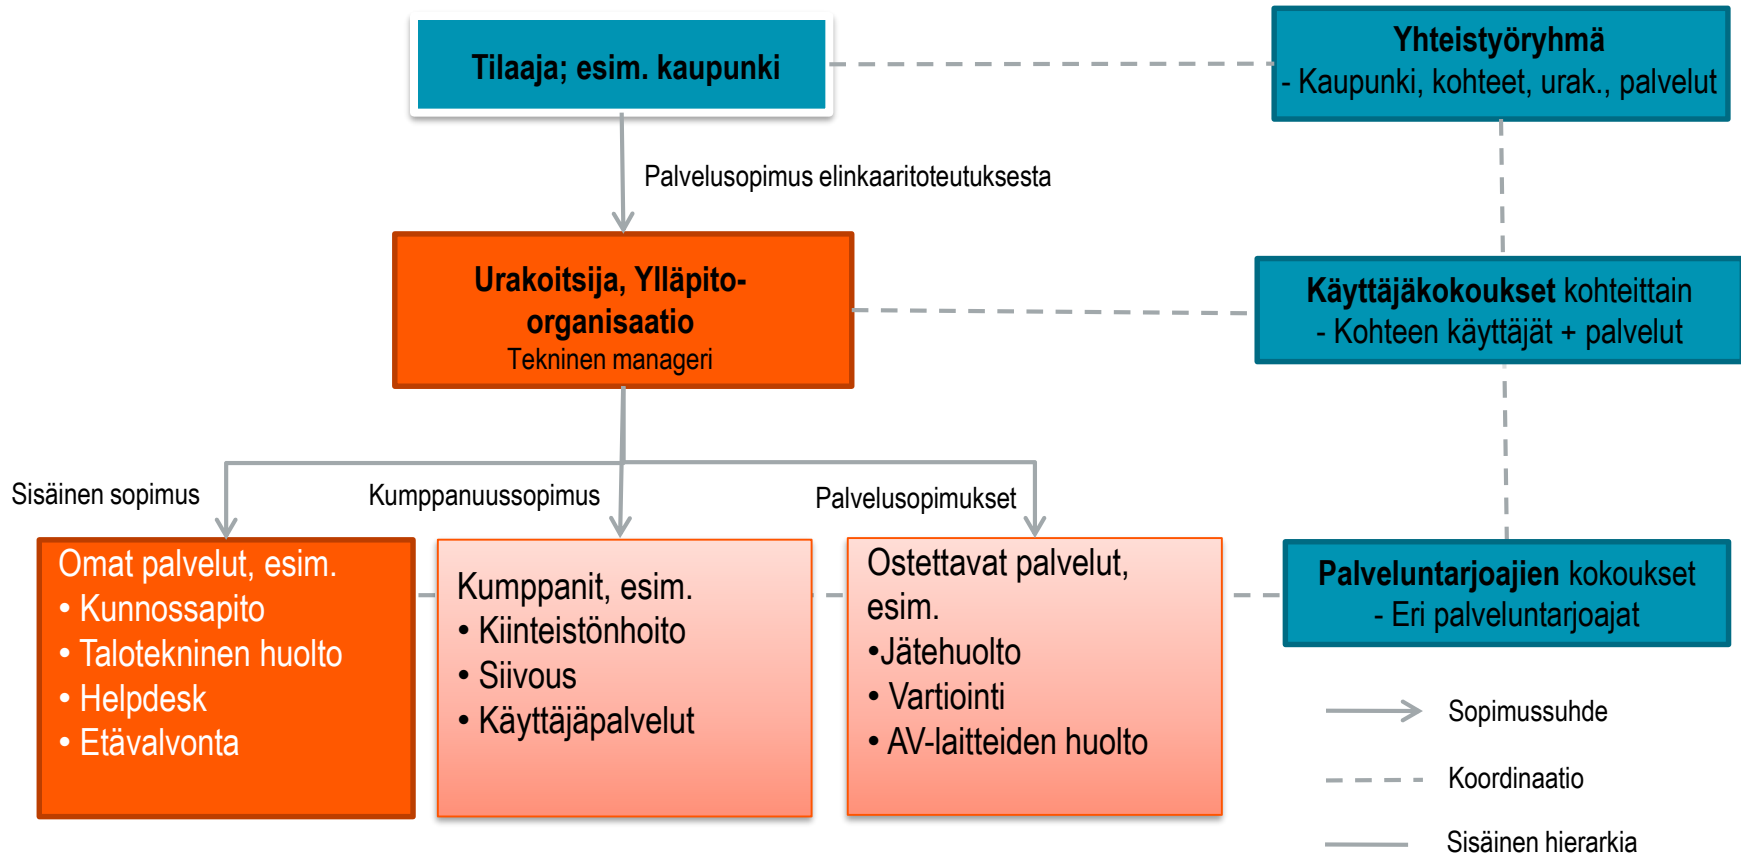 Tilaaja; esim. kaupunki
Yhteistyöryhmä
- Kaupunki, kohteet, urak., palvelut
Palvelusopimus elinkaaritoteutuksesta
Urakoitsija, Ylläpito-
organisaatio
Tekninen manageri
Käyttäjäkokoukset kohteittain
- Kohteen käyttäjät + palvelut
Sisäinen sopimus
Kumppanuussopimus
Palvelusopimukset
Omat palvelut, esim.
• Kunnossapito
• Talotekninen huolto
• Helpdesk
• Etävalvonta
Kumppanit, esim.
• Kiinteistönhoito
• Siivous
• Käyttäjäpalvelut
Ostettavat palvelut,
esim.
•Jätehuolto
• Vartiointi
• AV-laitteiden huolto
Palveluntarjoajien kokoukset
- Eri palveluntarjoajat
Sopimussuhde
Koordinaatio
Sisäinen hierarkia